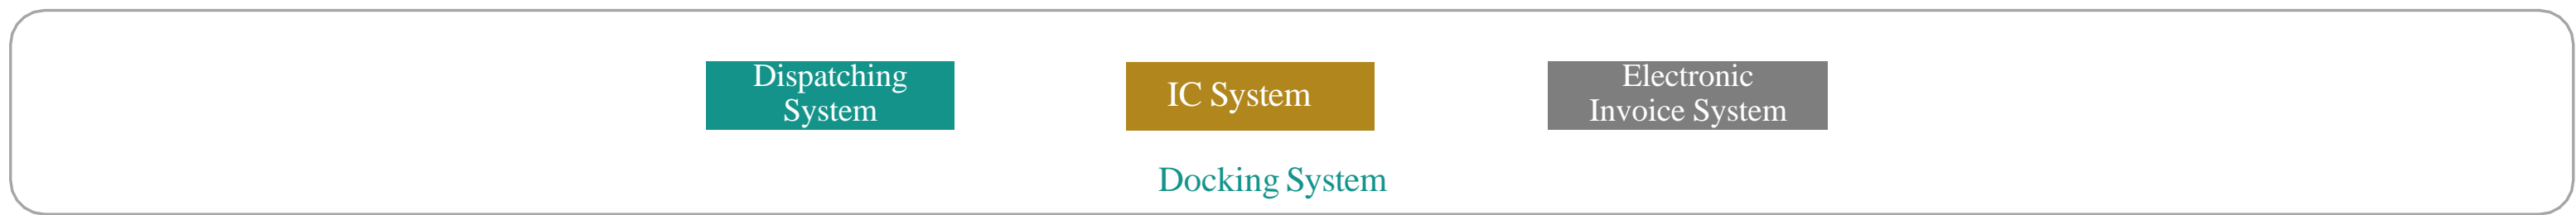 Dispatching
System
IC System
Electronic
Invoice System
Docking System